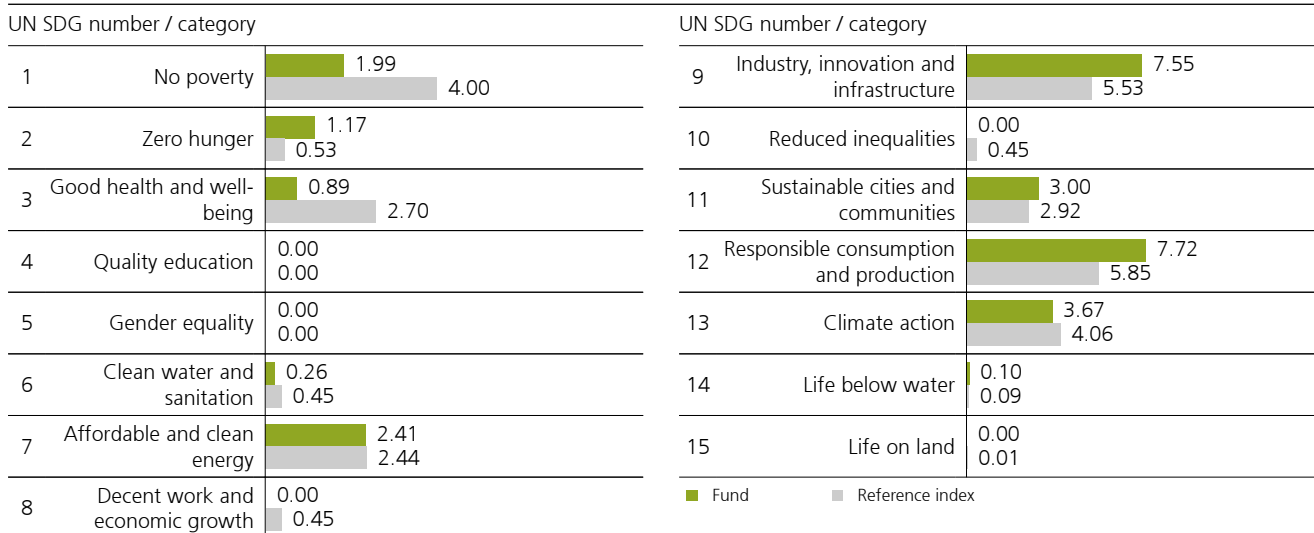 UN SDG number / category
1 No poverty 1.99
4.00
2 Zero hunger 1.17
0.53
3 Good health and well-
being 0.89
2.70
4 Quality education 0.00
0.00
5 Gender equality 0.00
0.00
6 Clean water and
sanitation 0.26
0.45
7 Affordable and clean
energy 2.41
2.44
8 Decent work and
economic growth 0.00
0.45
UN SDG number / category
9 Industry, innovation and
infrastructure 7.55
5.53
10 Reduced inequalities 0.00
0.45
11 Sustainable cities and
communities 3.00
2.92
12 Responsible consumption
and production 7.72
5.85
13 Climate action 3.67
4.06
14 Life below water 0.10
0.09
15 Life on land 0.00
0.01
Fund Reference index